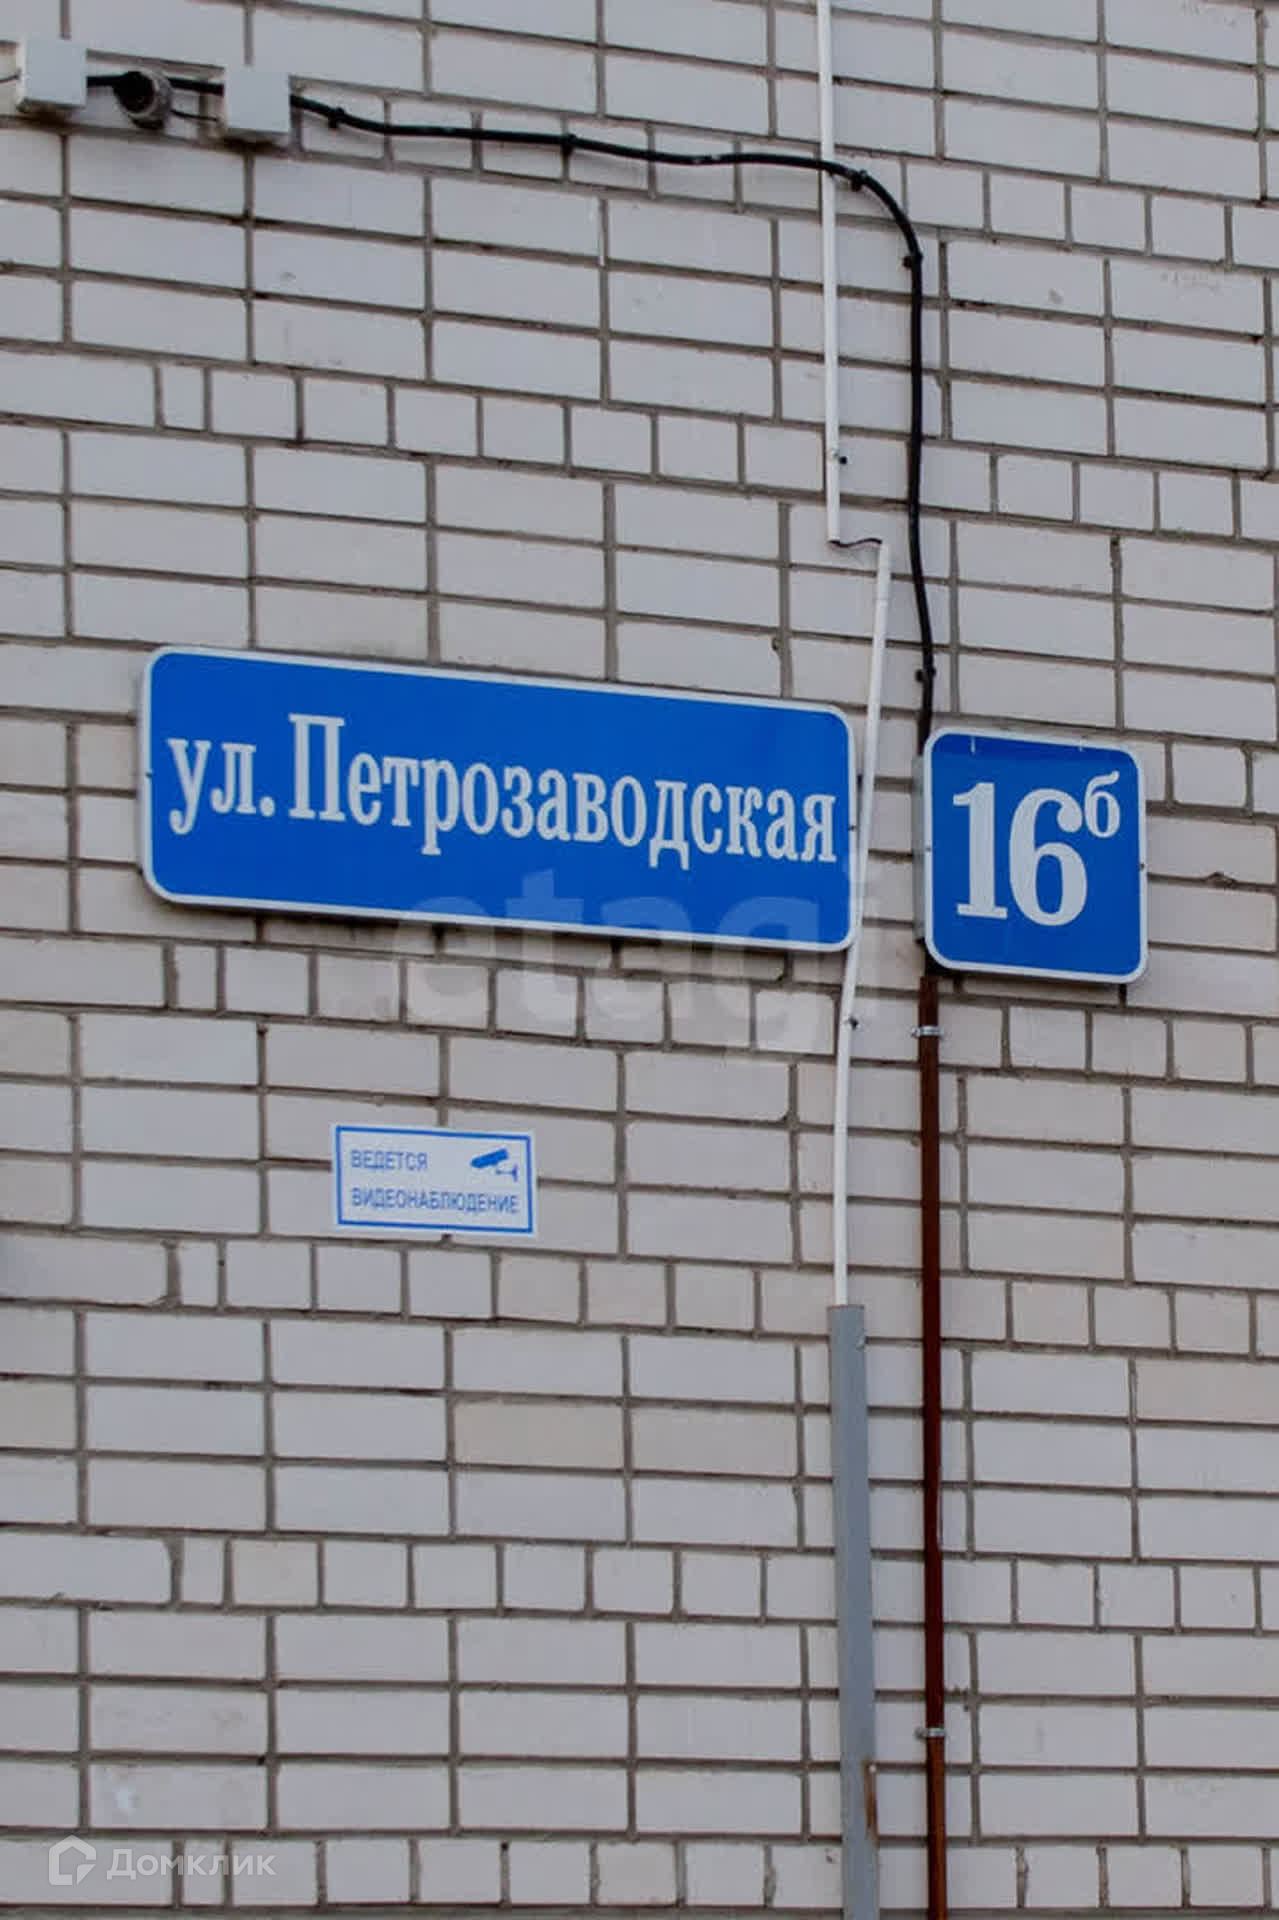 ул. Петрозаводская
16б
etagi
ВЕДЕТСЯ
ВИДЕОНАБЛЮДЕНИЕ
Домклик